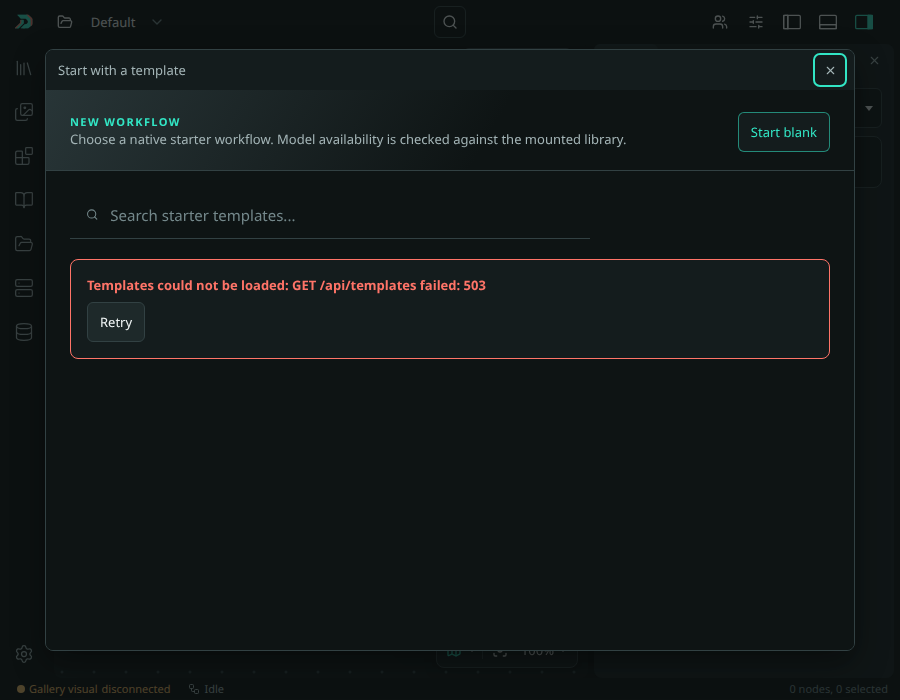 Default
Start with a template
NEW WORKFLOW
Choose a native starter workflow. Model availability is checked against the mounted library.
Start blank
Search starter templates...
Templates could not be loaded: GET /api/templates failed: 503
Retry
100%
Gallery visual disconnected
Idle
0 nodes, 0 selected